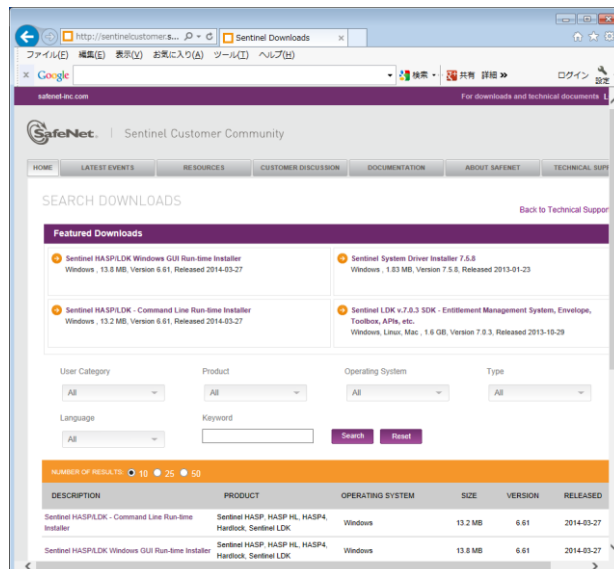 http://sentinelcustomer.s...
Sentinel Downloads
ファイル(F) 編集(E) 表示(V) お気に入り(A) ツール(T) ヘルプ(H)
Google 検索 共有 詳細 » ログイン 設定
safenet-inc.com For downloads and technical documents L
SafeNet. Sentinel Customer Community
HOME LATEST EVENTS RESOURCES CUSTOMER DISCUSSION DOCUMENTATION ABOUT SAFENET TECHNICAL SUPP
SEARCH DOWNLOADS
Back to Technical Suppor
Featured Downloads
Sentinel HASP/LDK Windows GUI Run-time Installer
Windows , 13.8 MB, Version 6.61, Released 2014-03-27
Sentinel System Driver Installer 7.5.8
Windows , 1.83 MB, Version 7.5.8, Released 2013-01-23
Sentinel HASP/LDK - Command Line Run-time Installer
Windows , 13.2 MB, Version 6.61, Released 2014-03-27
Sentinel LDK v.7.0.3 SDK - Entitlement Management System, Envelope,
Toolbox, APIs, etc.
Windows, Linux, Mac , 1.6 GB, Version 7.0.3, Released 2013-10-29
User Category Product Operating System Type
All All All All
Language Keyword
All Search Reset
NUMBER OF RESULTS: 10 25 50
DESCRIPTION PRODUCT OPERATING SYSTEM SIZE VERSION RELEASED
Sentinel HASP/LDK - Command Line Run-time
Installer
Sentinel HASP, HASP HL, HASP4,
Hardlock, Sentinel LDK
Windows 13.2 MB 6.61 2014-03-27
Sentinel HASP/LDK Windows GUI Run-time Installer
Sentinel HASP, HASP HL, HASP4,
Hardlock, Sentinel LDK
Windows 13.8 MB 6.61 2014-03-27